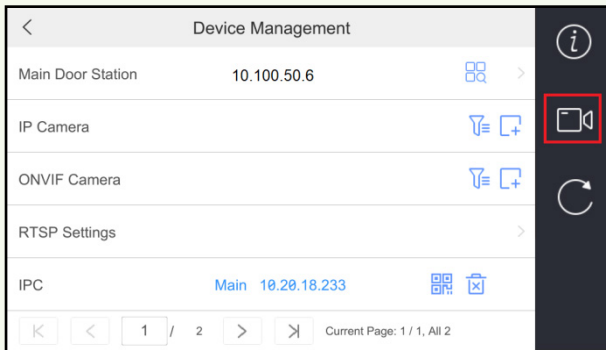 Device Management
Main Door Station 10.100.50.6
IP Camera
ONVIF Camera
RTSP Settings
IPC Main 10.20.18.233
1 / 2 Current Page: 1 / 1, All 2